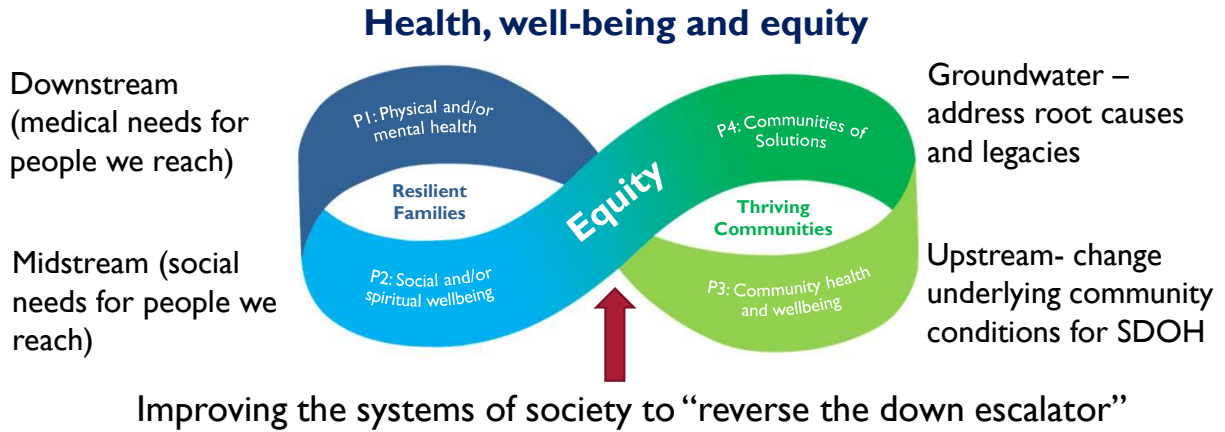 Health, well-being and equity
Downstream
(medical needs for
people we reach)
Midstream (social
needs for people we
reach)
P1: Physical and/or
mental health
Resilient
Families
P2: Social and/or
spiritual wellbeing
Equity
P4: Communities of
Solutions
Thriving
Communities
P3: Community health
and wellbeing
Groundwater –
address root causes
and legacies
Upstream- change
underlying community
conditions for SDOH
Improving the systems of society to “reverse the down escalator”